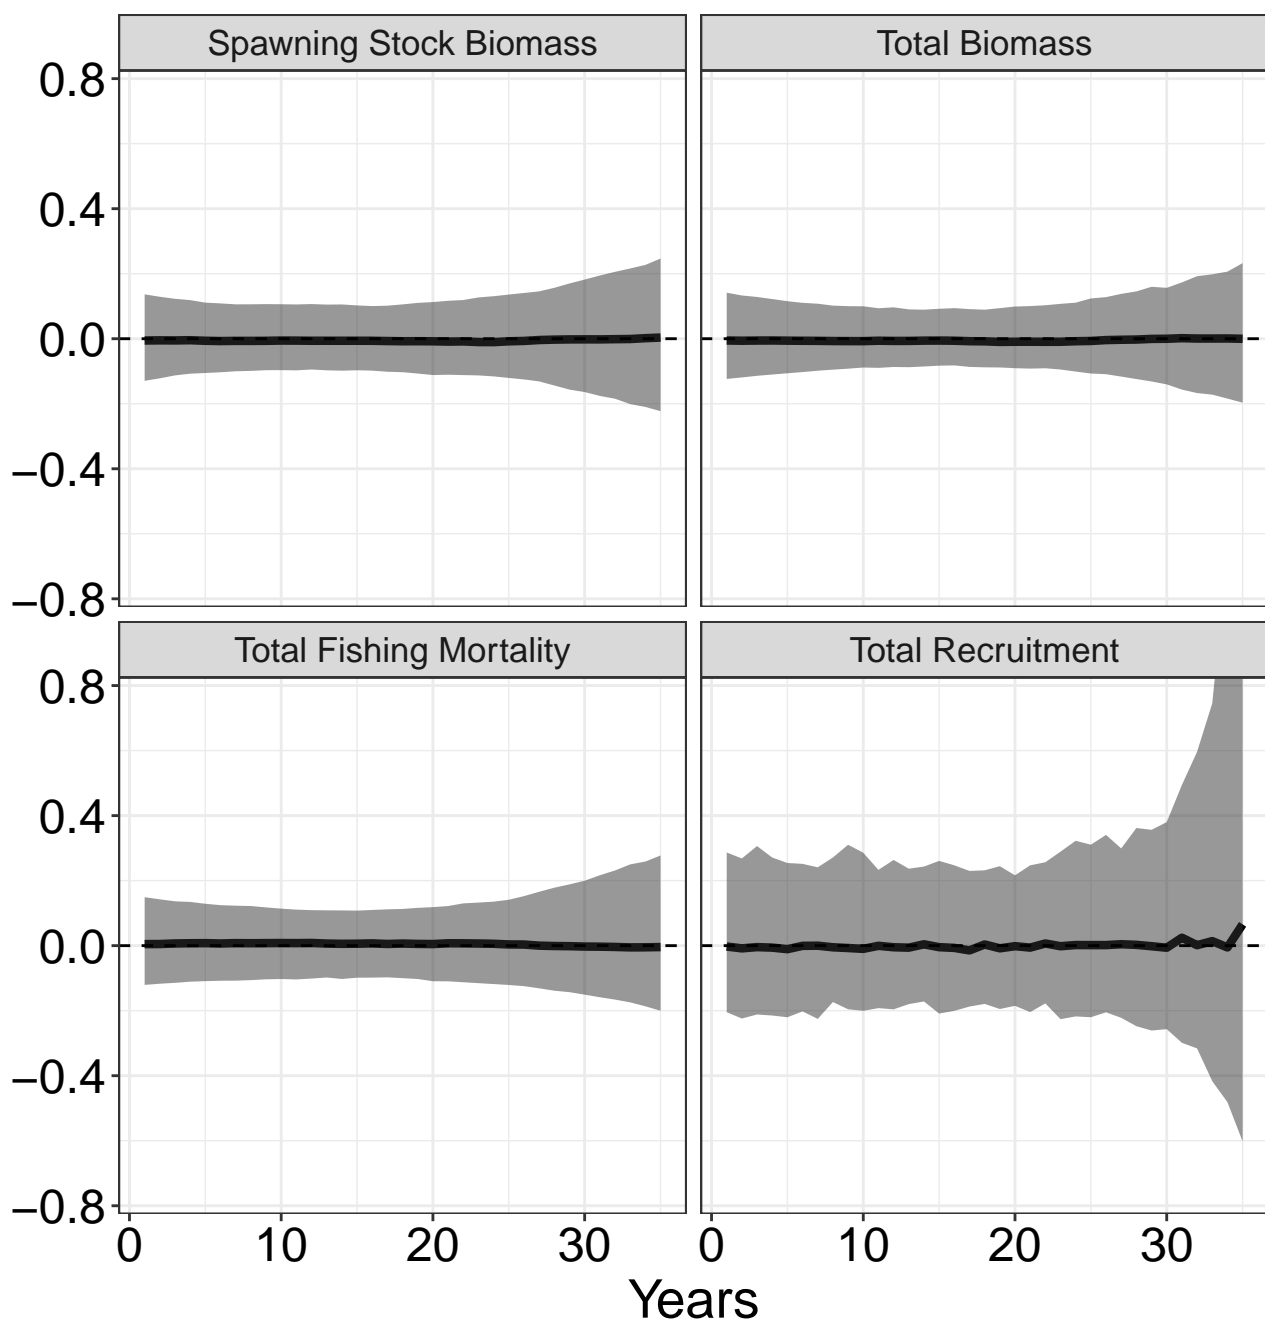 Spawning Stock Biomass
Total Biomass
0.8
0.4
0.0
−0.4
−0.8
Total Fishing Mortality
Total Recruitment
0.8
0.4
0.0
−0.4
−0.8
0 10 20 30 0 10 20 30
Years